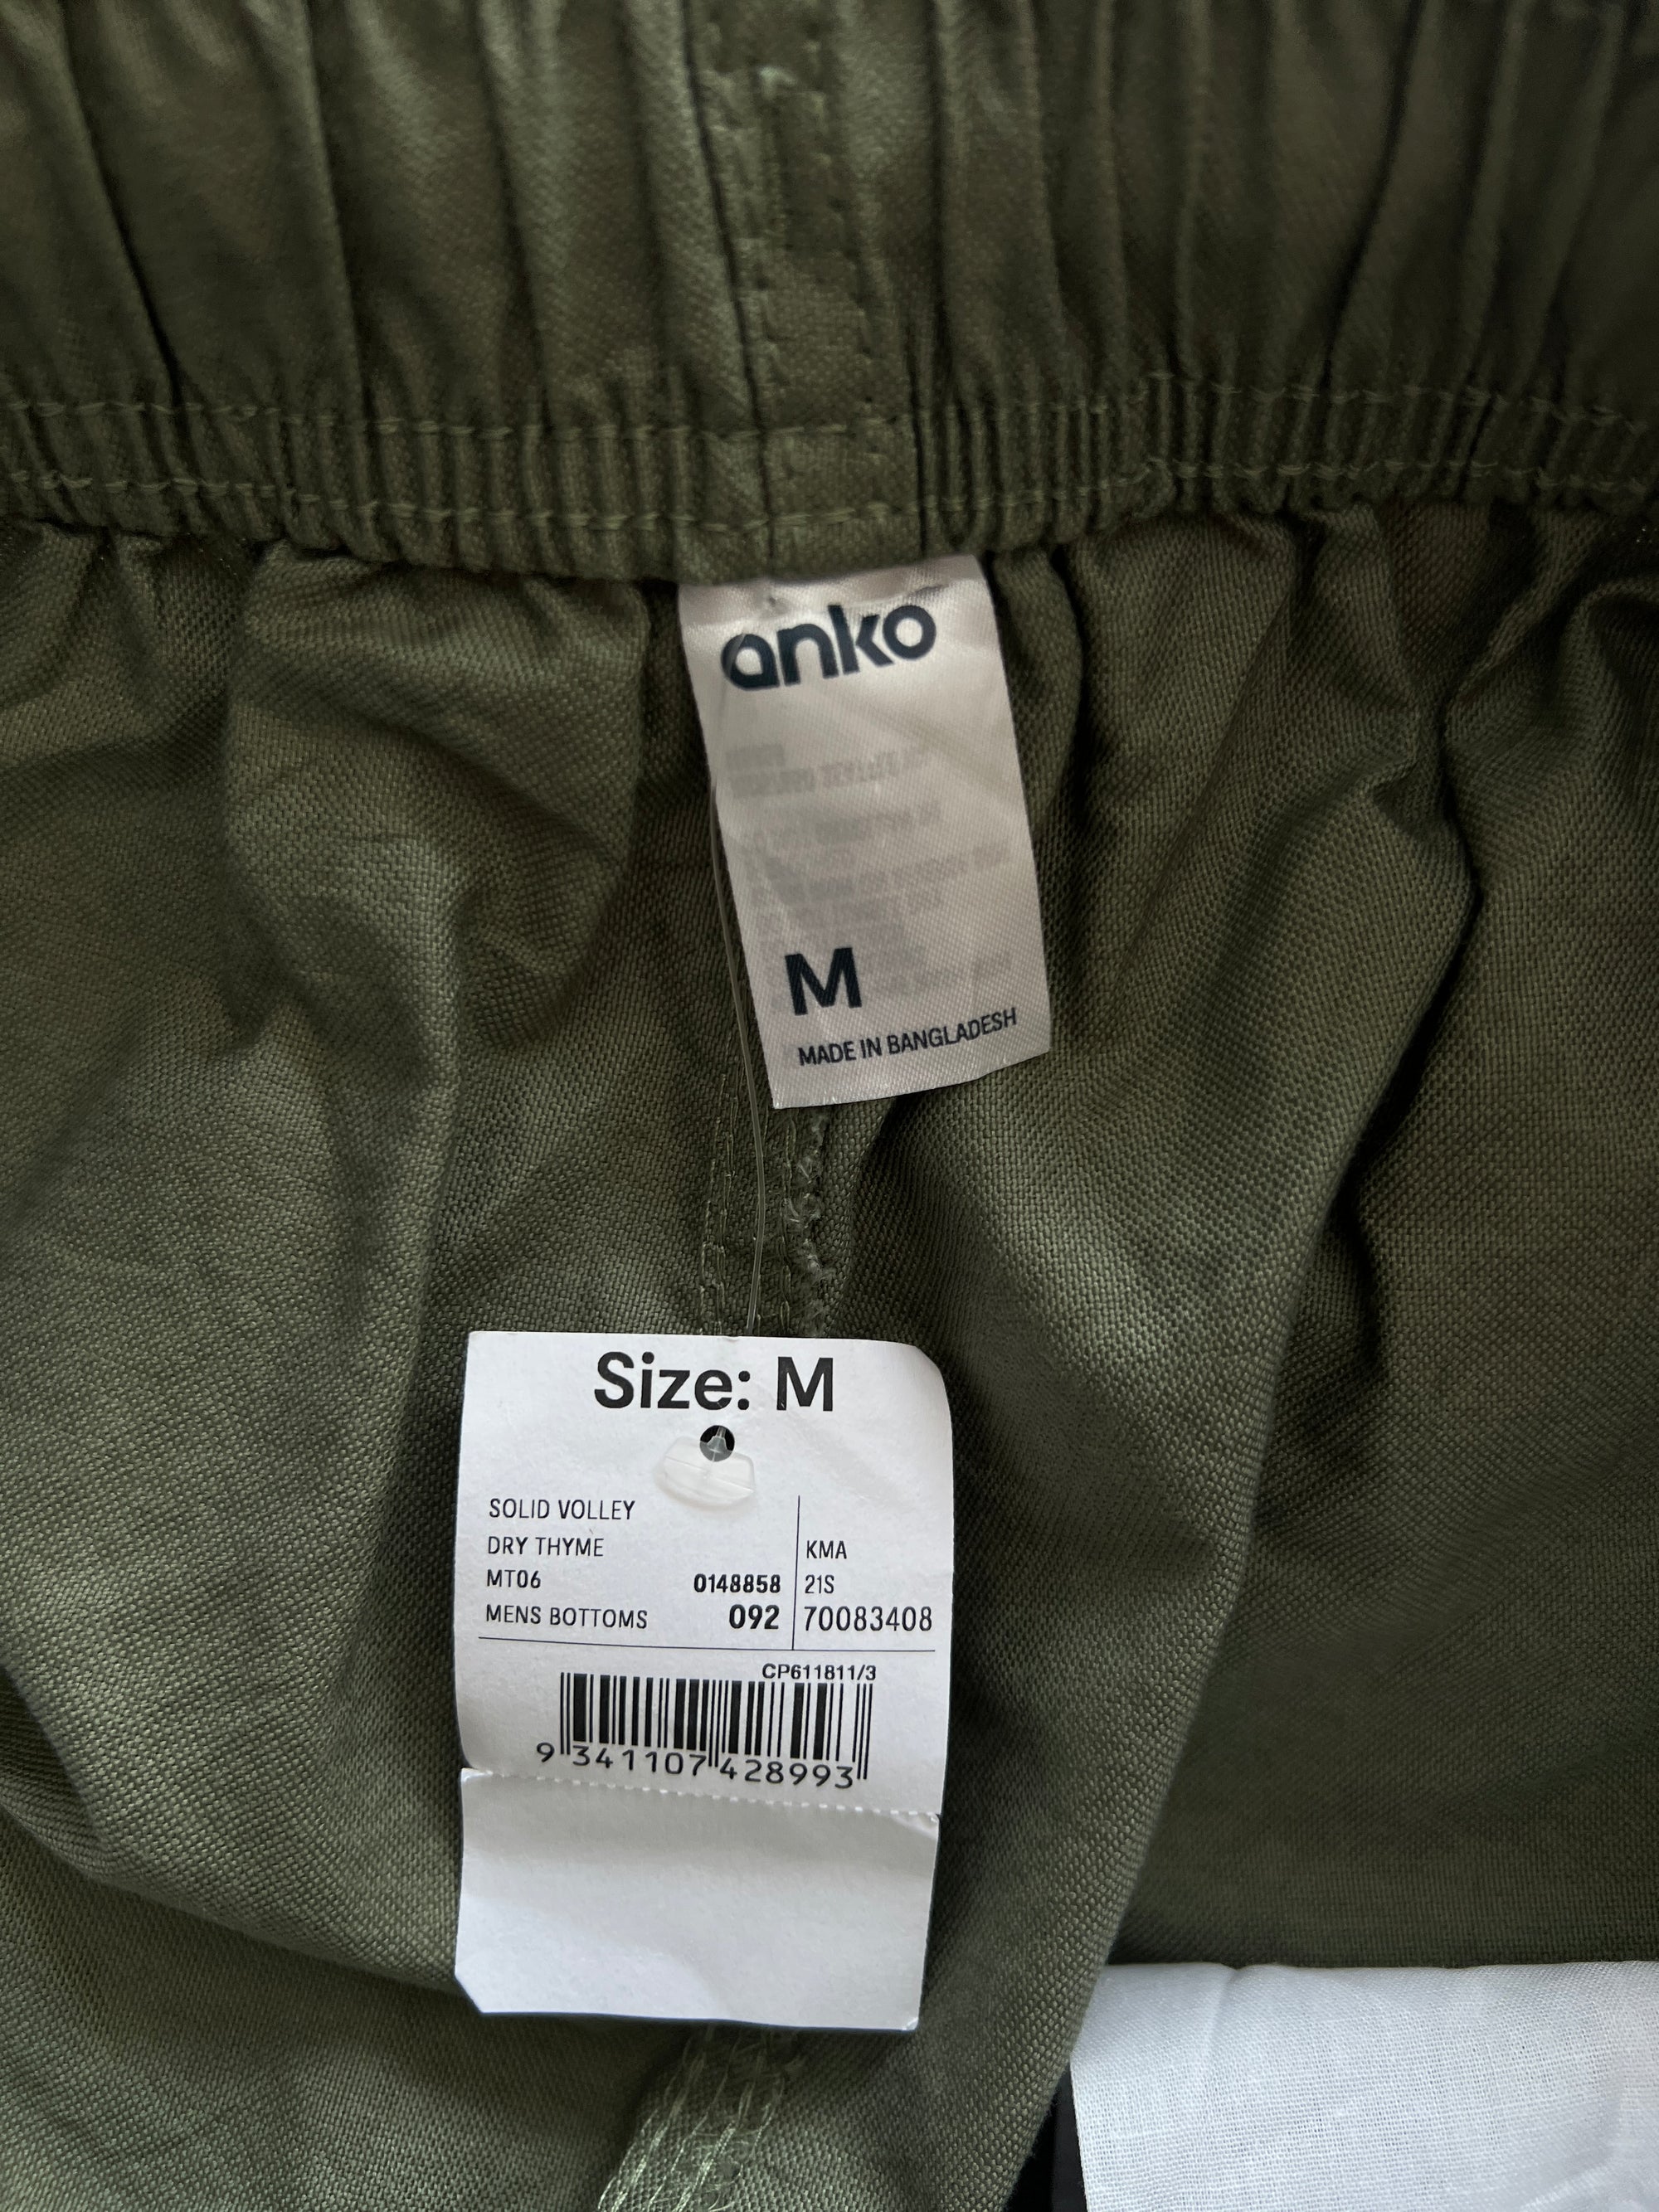 anko
M
MADE IN BANGLADESH
Size: M
SOLID VOLLEY
DRY THYME KMA
MT06 0148858 21S
MENS BOTTOMS 092 70083408
CP611811/3
9 341107 428993